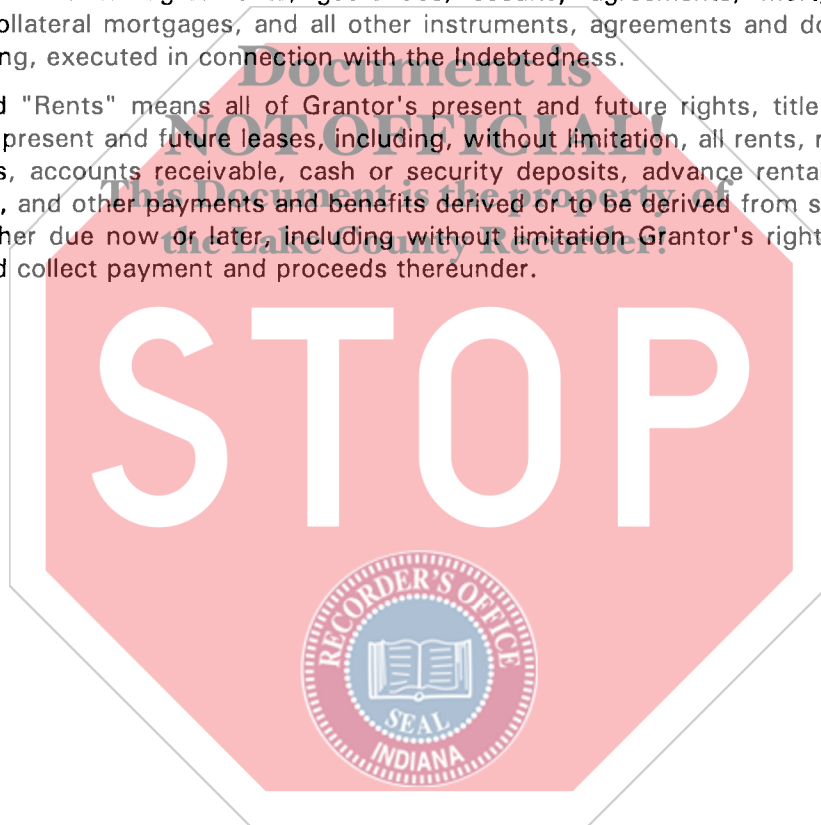 ollateral mortgages, and all other instruments, agreements and do
ng, executed in connection with the Indebtedness.
Document is
d "Rents" means all of Grantor's present and future rights, title
present and future leases, including, without limitation, all rents, r
NOT OFFICIAL!
s, accounts receivable, cash or security deposits, advance renta
This Document is the property of
, and other payments and benefits derived or to be derived from s
her due now or later, including without limitation Grantor's right
the Lake County Recorder!
d collect payment and proceeds thereunder.
STOP
RECORDER'S OFFICE
SEAL
INDIANA